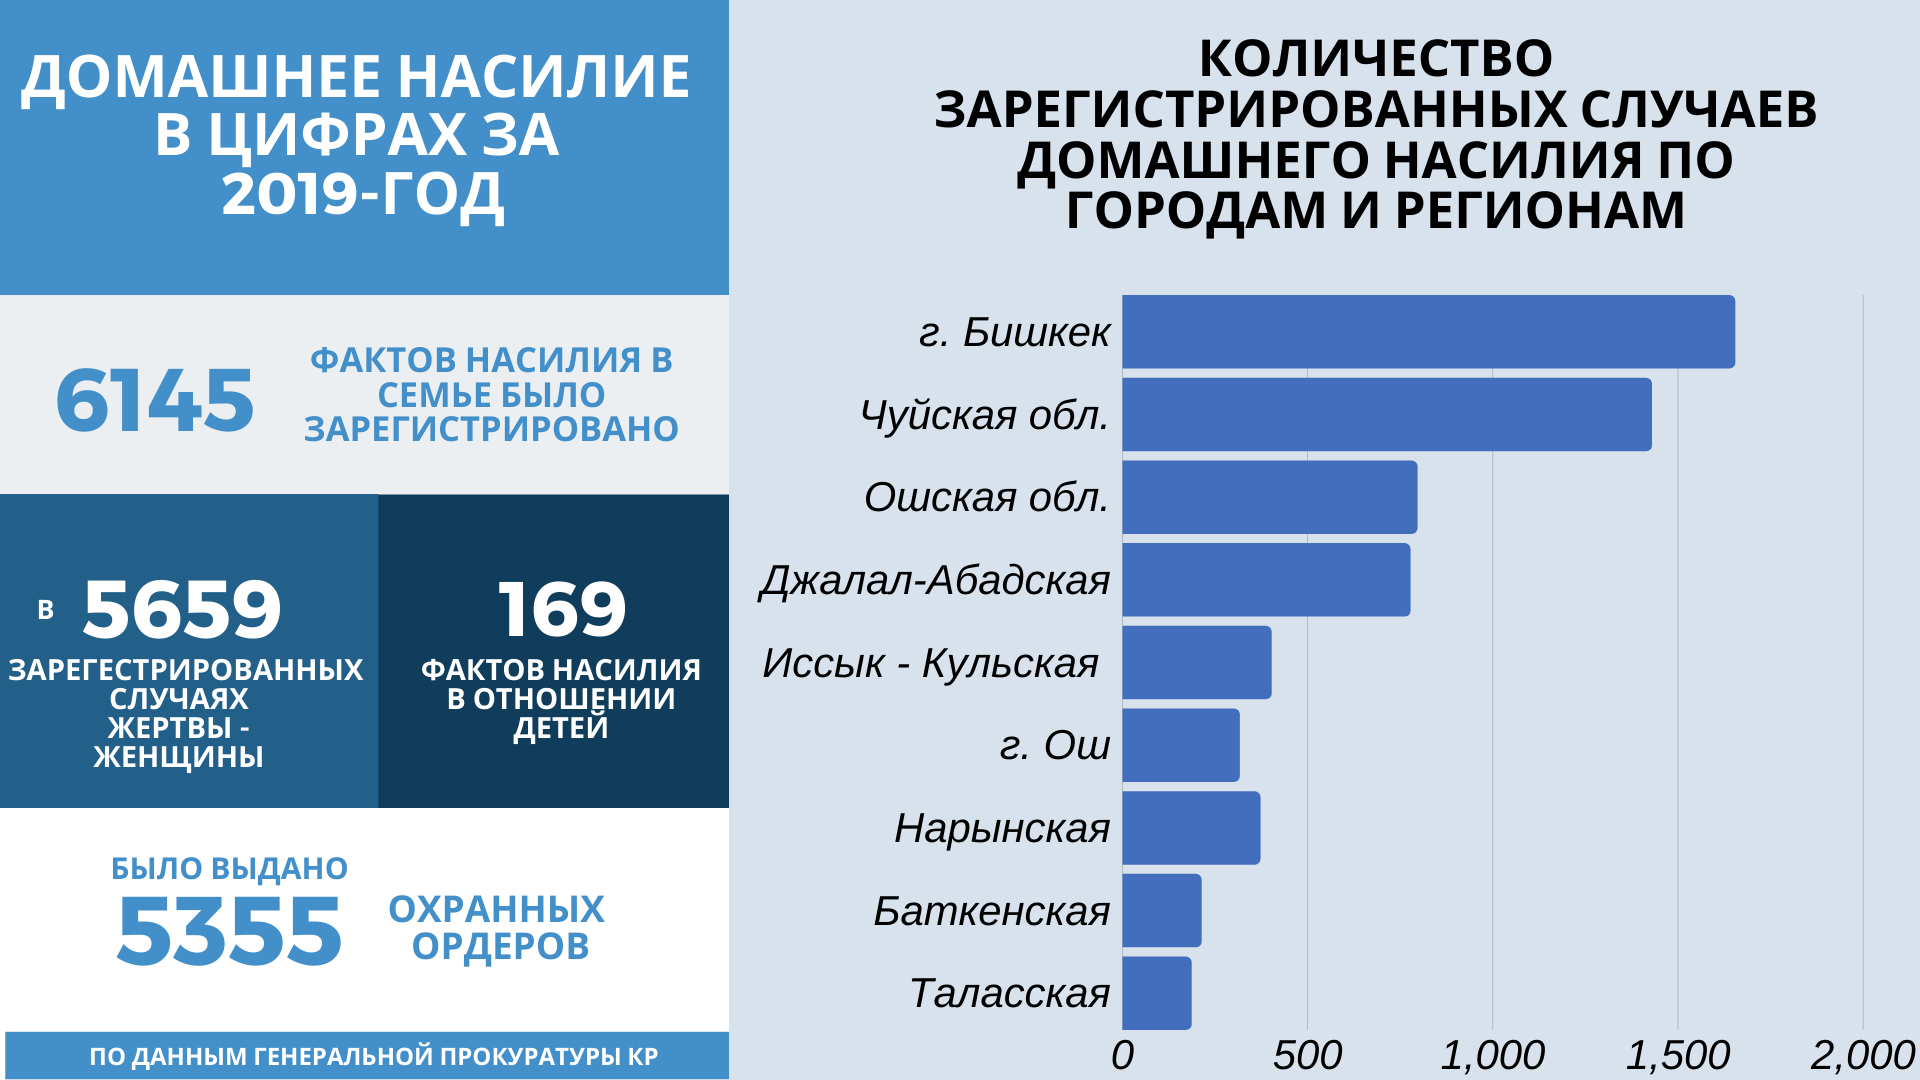 ДОМАШНЕЕ НАСИЛИЕ
В ЦИФРАХ ЗА
2019-ГОД
6145
ФАКТОВ НАСИЛИЯ В
СЕМЬЕ БЫЛО
ЗАРЕГИСТРИРОВАНО
В 5659
ЗАРЕГЕСТРИРОВАННЫХ
СЛУЧАЯХ
ЖЕРТВЫ -
ЖЕНЩИНЫ
169
ФАКТОВ НАСИЛИЯ
В ОТНОШЕНИИ
ДЕТЕЙ
БЫЛО ВЫДАНО
5355
ОХРАННЫХ
ОРДЕРОВ
ПО ДАННЫМ ГЕНЕРАЛЬНОЙ ПРОКУРАТУРЫ КР
КОЛИЧЕСТВО
ЗАРЕГИСТРИРОВАННЫХ СЛУЧАЕВ
ДОМАШНЕГО НАСИЛИЯ ПО
ГОРОДАМ И РЕГИОНАМ
г. Бишкек
Чуйская обл.
Ошская обл.
Джалал-Абадская
Иссык - Кульская
г. Ош
Нарынская
Баткенская
Таласская
0 500 1,000 1,500 2,000